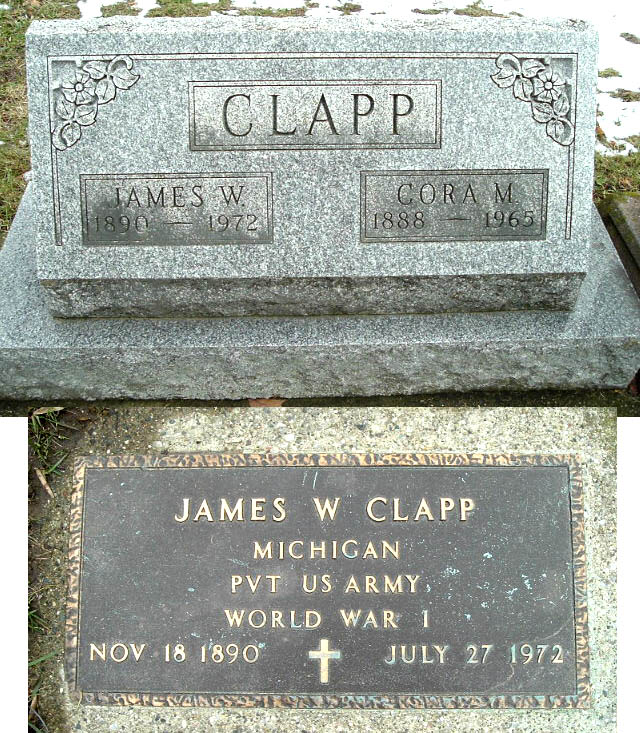 CLAPP
JAMES W.
1890 — 1972
CORA M.
1888 — 1965
JAMES W CLAPP
MICHIGAN
PVT US ARMY
WORLD WAR I
NOV 18 1890 JULY 27 1972